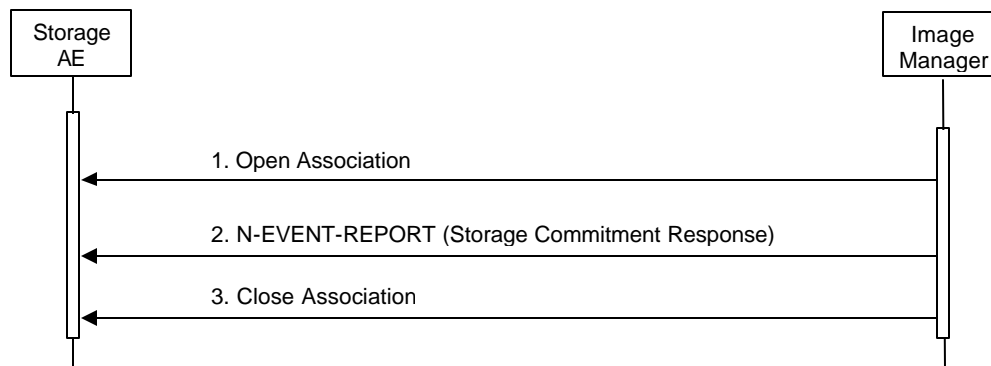 Storage
AE
Image
Manager
1. Open Association
2. N-EVENT-REPORT (Storage Commitment Response)
3. Close Association